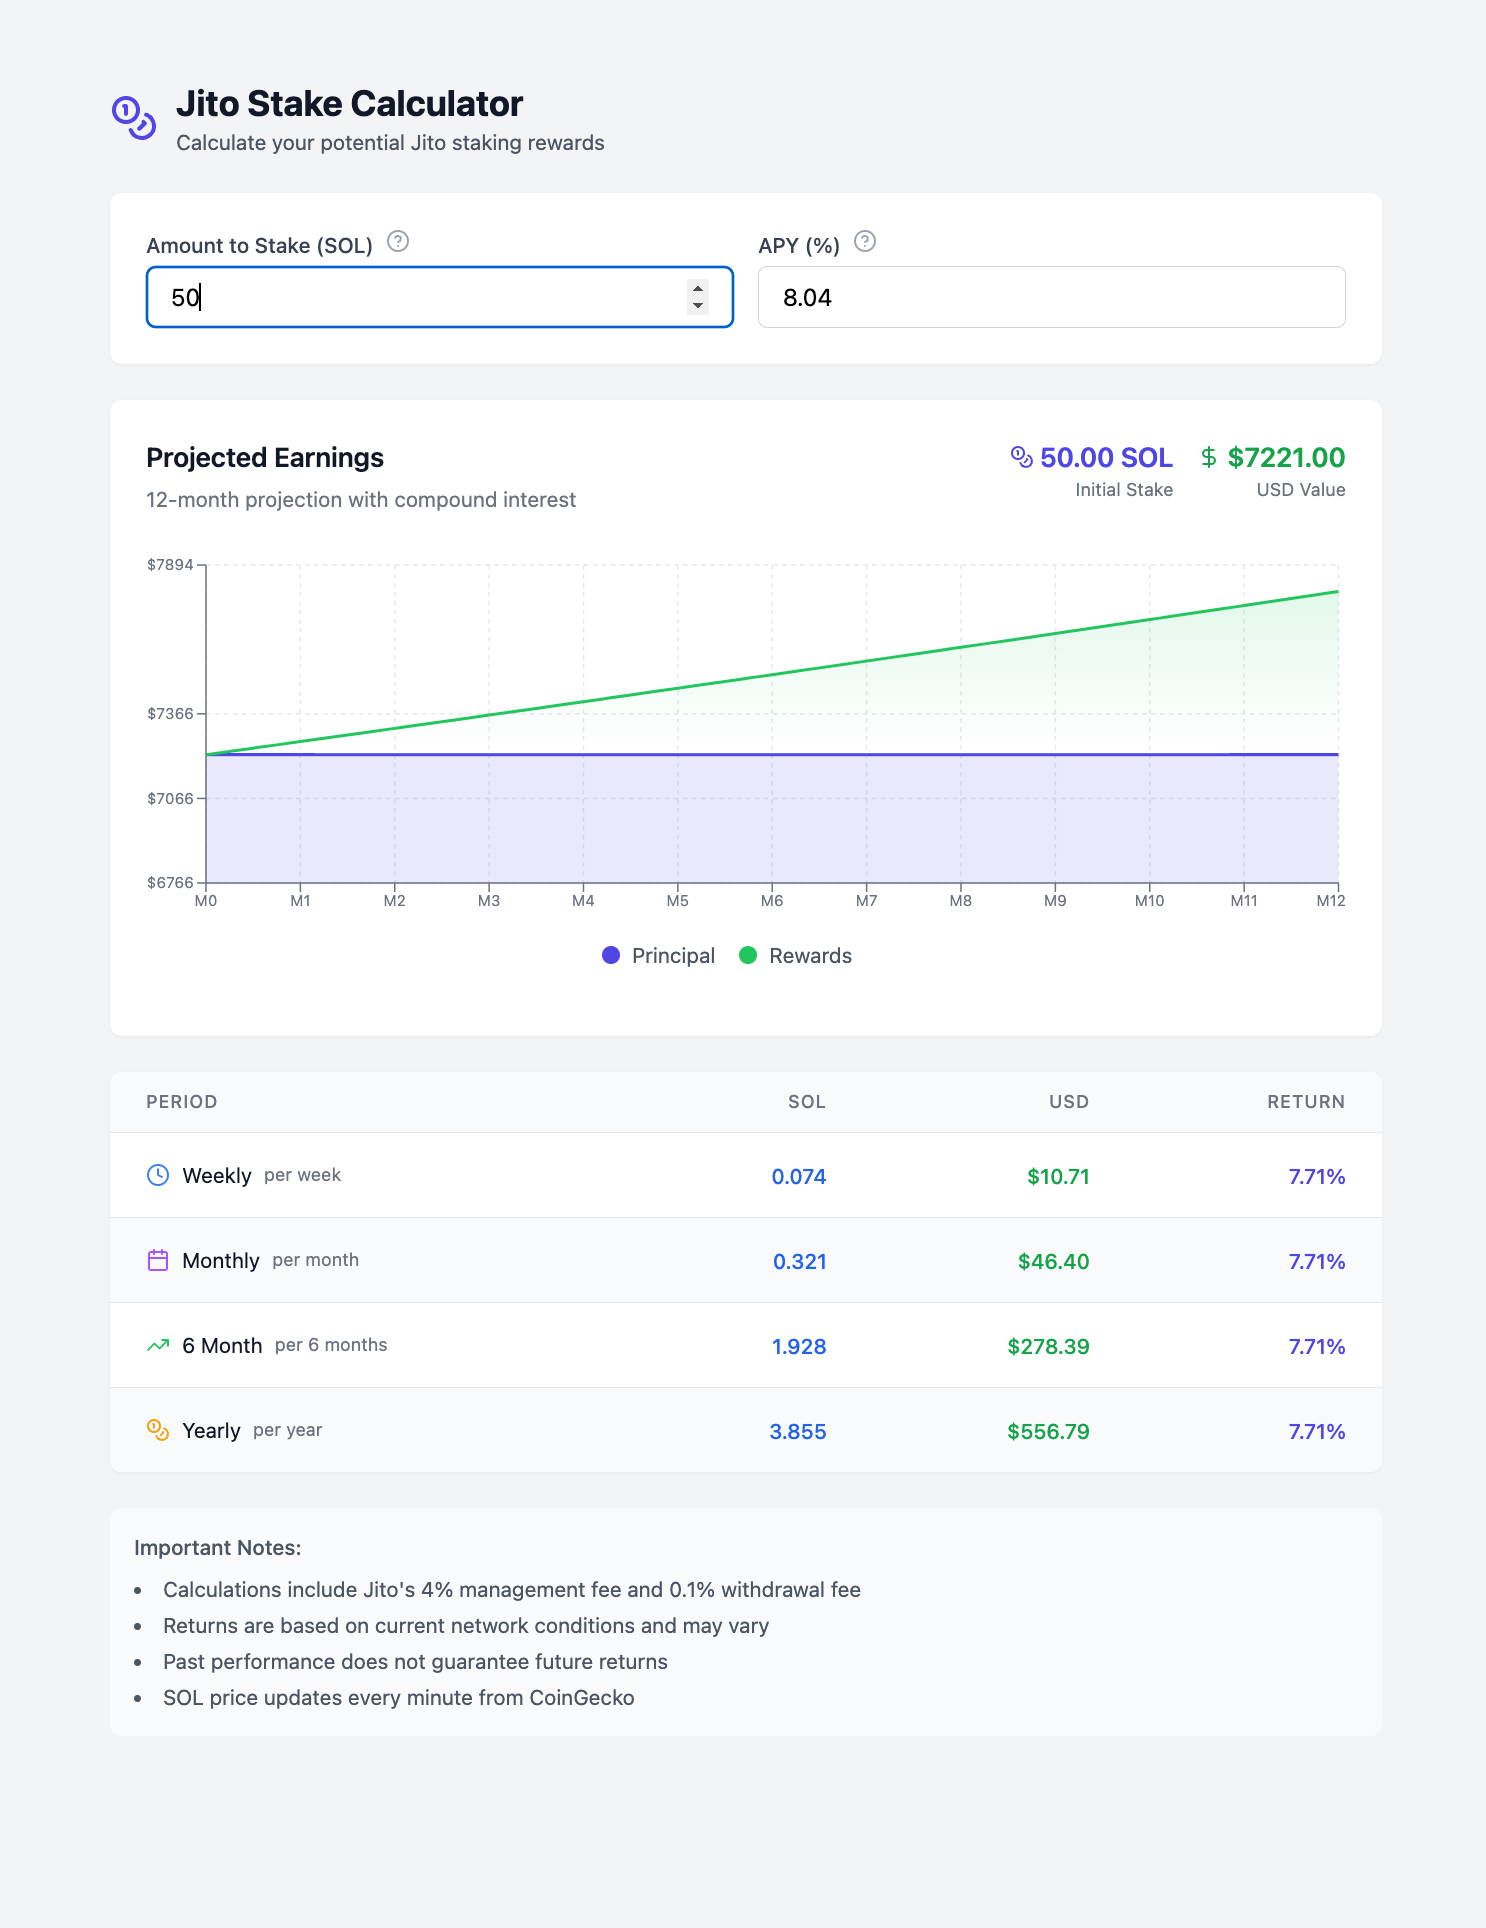 Jito Stake Calculator
Calculate your potential Jito staking rewards
Amount to Stake (SOL)
APY (%)
50
8.04
Projected Earnings
12-month projection with compound interest
50.00 SOL
Initial Stake
$7221.00
USD Value
$7894
$7366
$7066
$6766
M0 M1 M2 M3 M4 M5 M6 M7 M8 M9 M10 M11 M12
Principal Rewards
PERIOD SOL USD RETURN
Weekly per week 0.074 $10.71 7.71%
Monthly per month 0.321 $46.40 7.71%
6 Month per 6 months 1.928 $278.39 7.71%
Yearly per year 3.855 $556.79 7.71%
Important Notes:
• Calculations include Jito's 4% management fee and 0.1% withdrawal fee
• Returns are based on current network conditions and may vary
• Past performance does not guarantee future returns
• SOL price updates every minute from CoinGecko